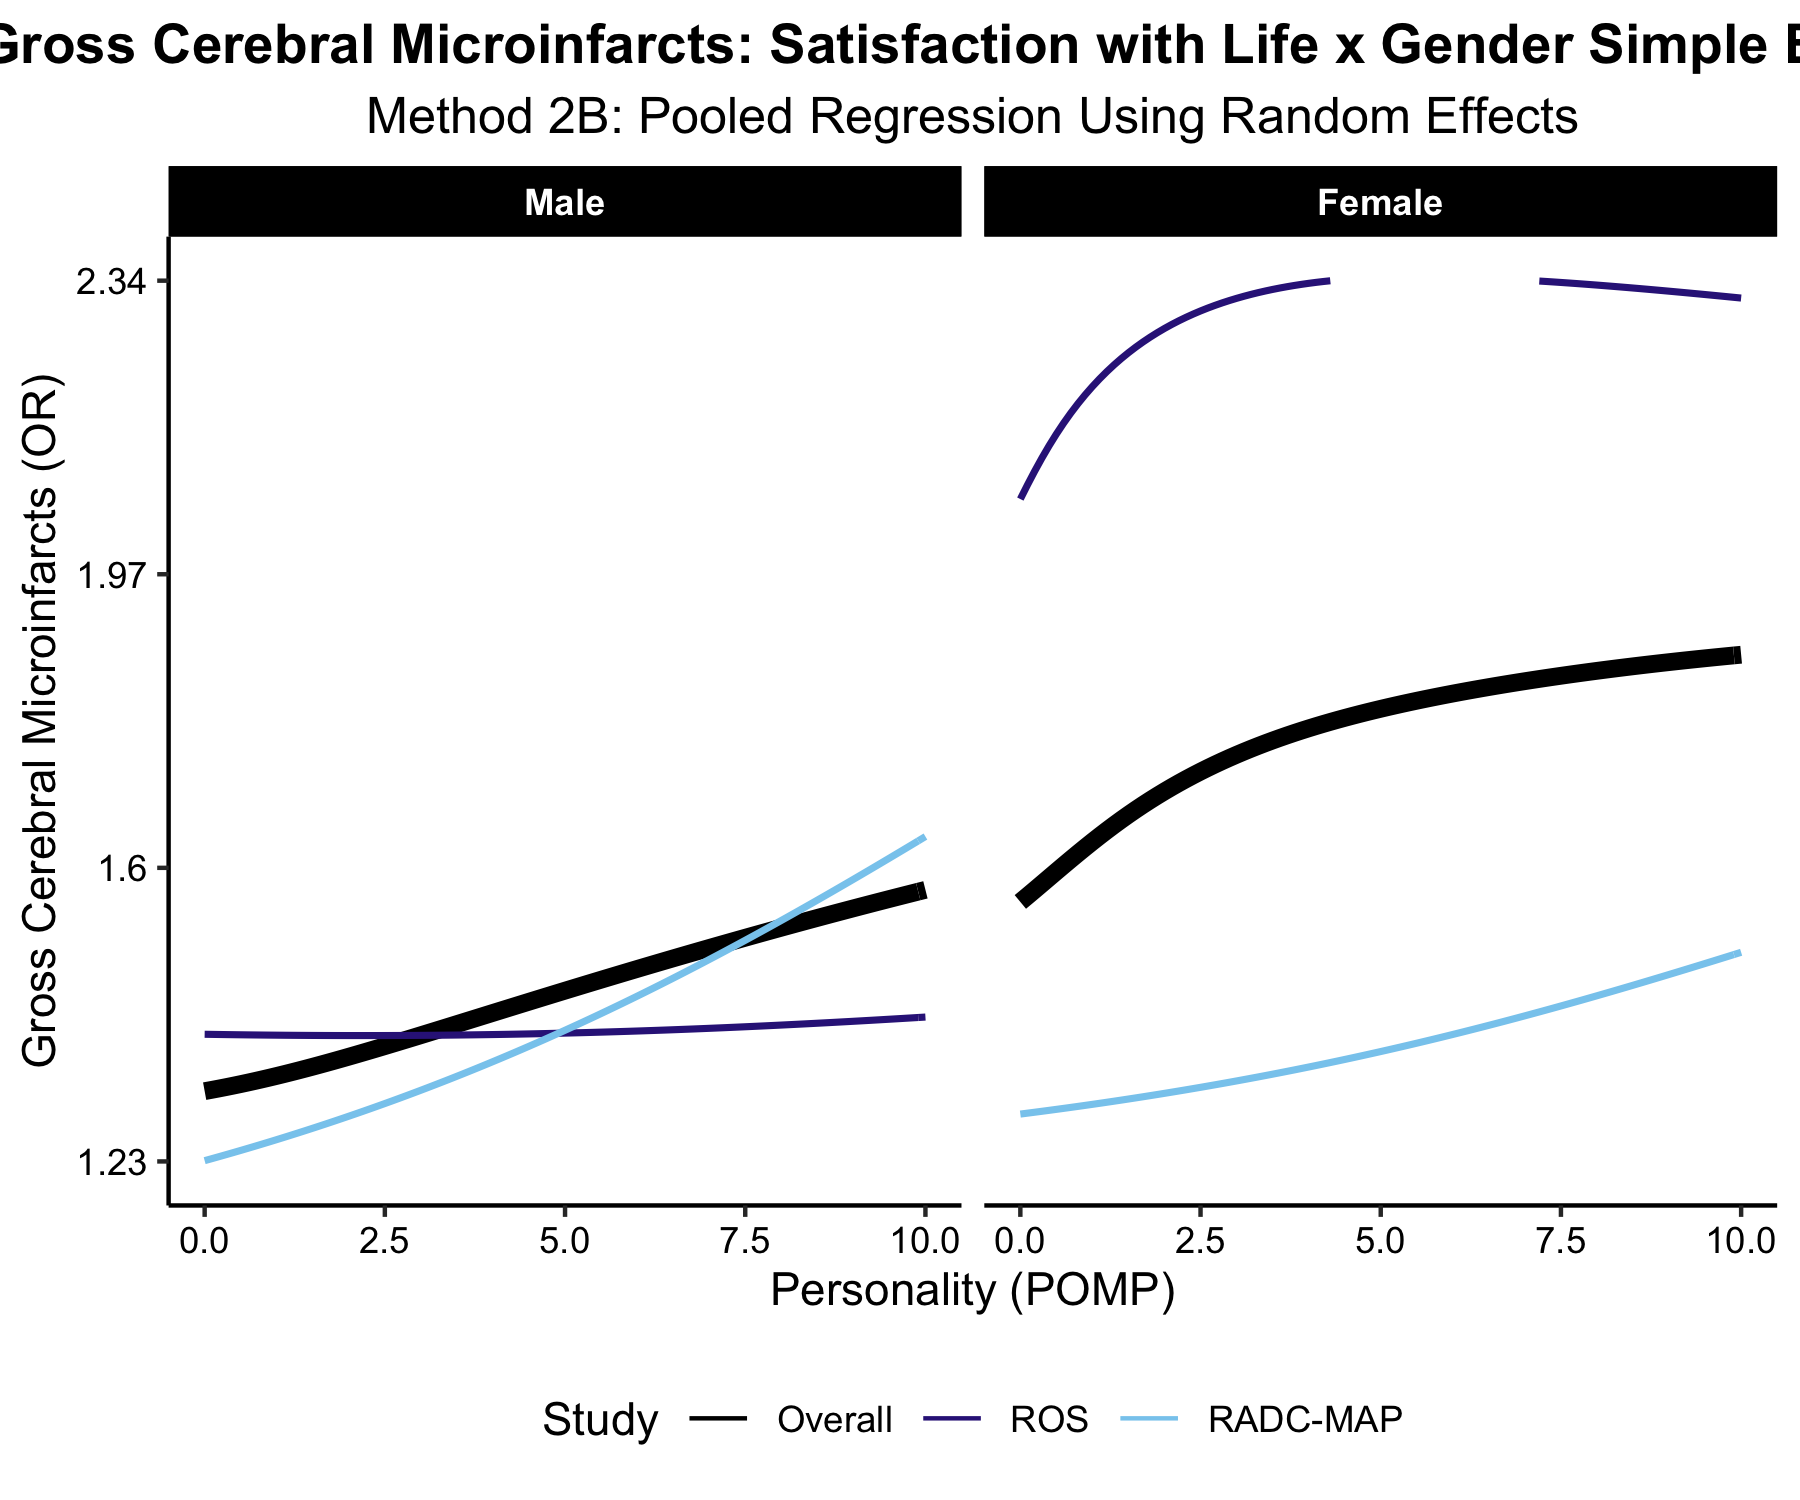 Gross Cerebral Microinfarcts: Satisfaction with Life x Gender Simple
Method 2B: Pooled Regression Using Random Effects
Male
Female
Gross Cerebral Microinfarcts (OR)
2.34
1.97
1.6
1.23
0.0 2.5 5.0 7.5 10.0
0.0 2.5 5.0 7.5 10.0
Personality (POMP)
Study Overall ROS RADC-MAP